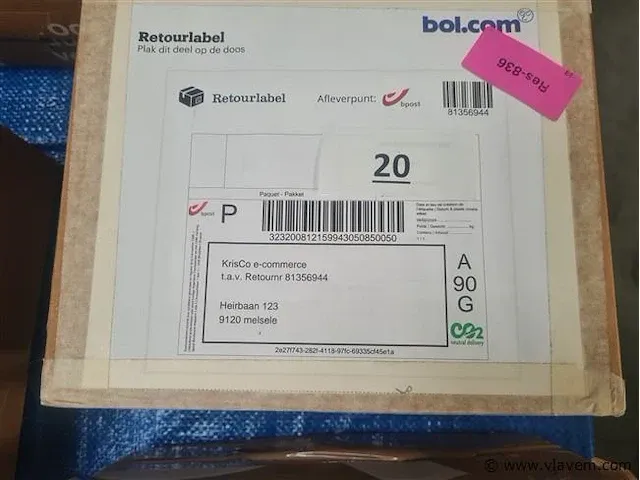 Retourlabel
Plak dit deel op de doos
bol.com
Res-836
Retourlabel
Afleverpunt:
bpost
81356944
20
Paquet - Pakket
bpost
P
323200812159943050850050
KrisCo e-commerce
t.a.v. Retournr 81356944
Heirbaan 123
9120 melsele
A
90
G
CO2
neutral delivery
2e27f743-282f-4118-97fc-69335cf45e1a
© www.vlavem.com